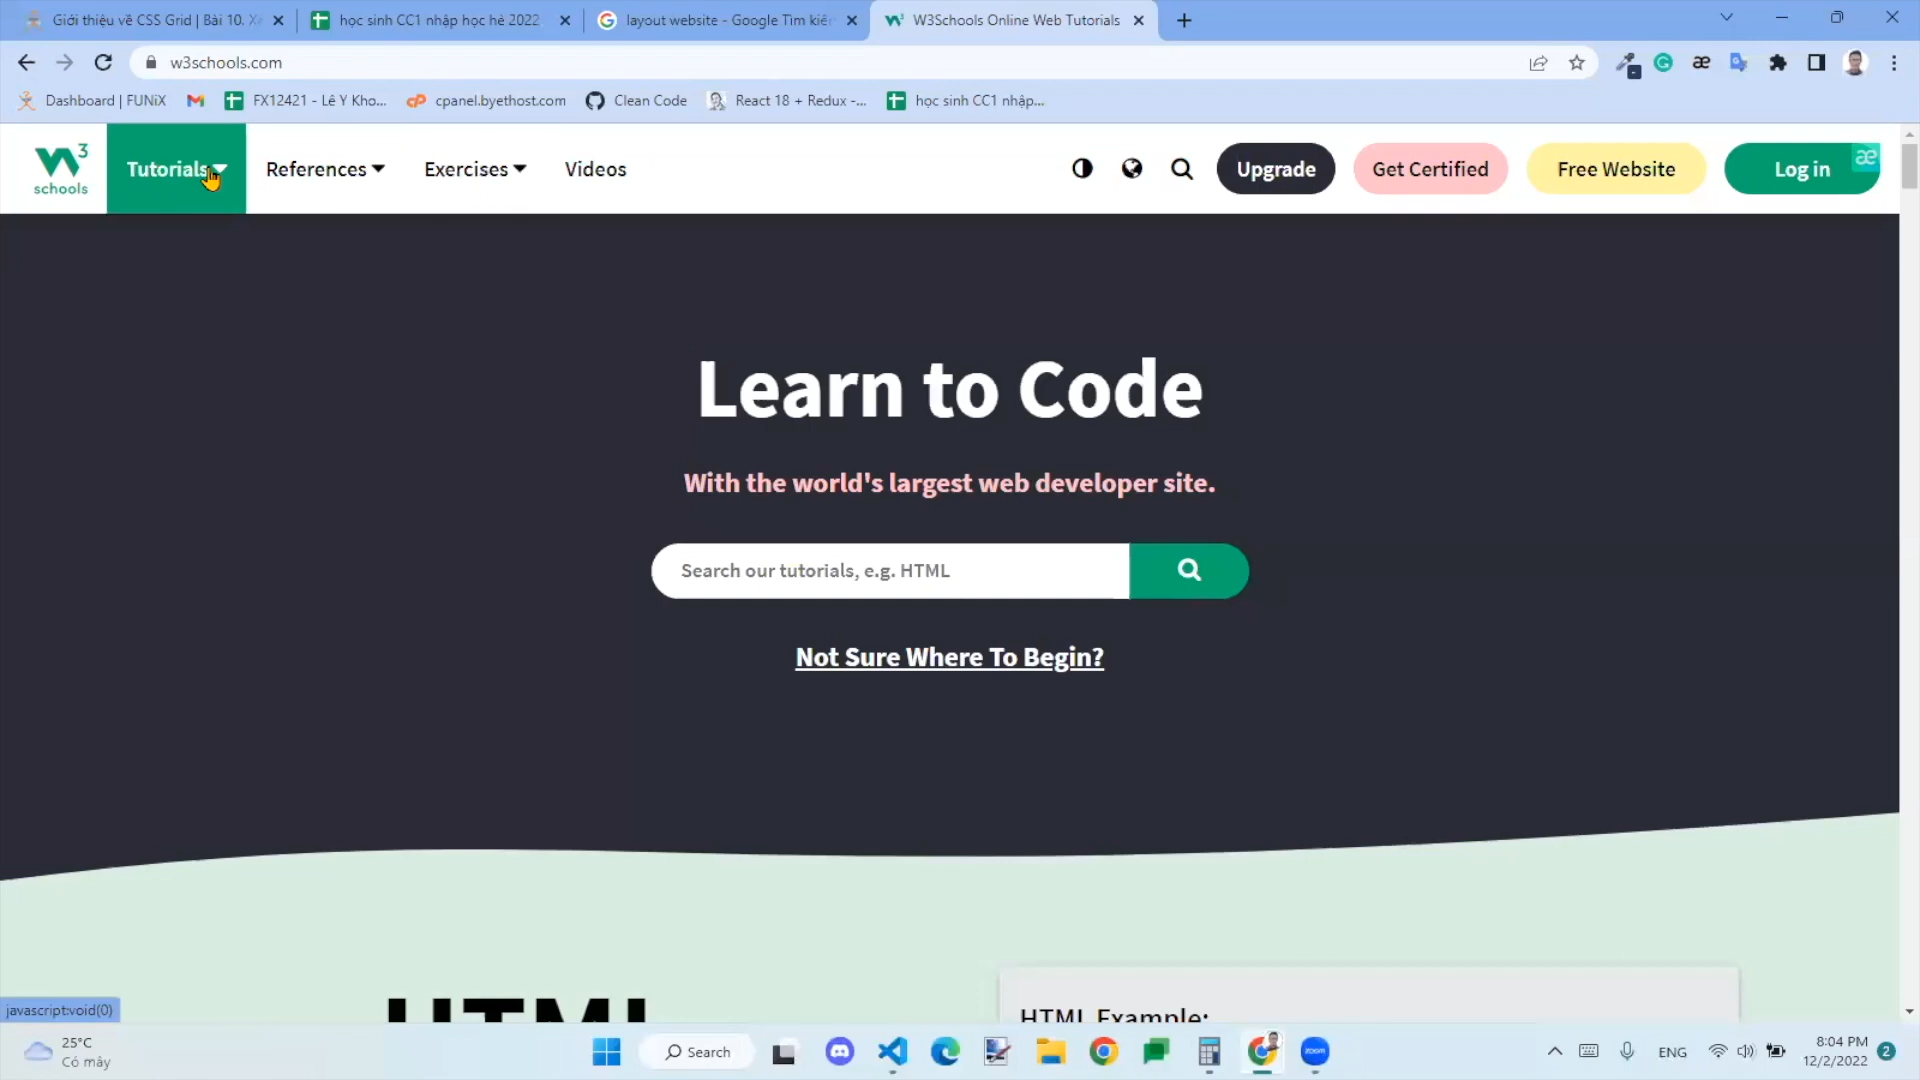 Giới thiệu về CSS Grid | Bài 10. X
học sinh CC1 nhập học hè 2022
layout website - Google Tìm kiế
W3Schools Online Web Tutorials
w3schools.com
Dashboard | FUNiX
FX12421 - Lê Y Kho...
cpanel.byethost.com
Clean Code
React 18 + Redux -...
học sinh CC1 nhập...
W3
schools
Tutorials
References
Exercises
Videos
Upgrade
Get Certified
Free Website
Log in
æ
Learn to Code
With the world's largest web developer site.
Search our tutorials, e.g. HTML
Not Sure Where To Begin?
HTML
HTML Example:
javascript:void(0)
25°C
Có mây
Search
zoom
ENG
8:04 PM
12/2/2022
2